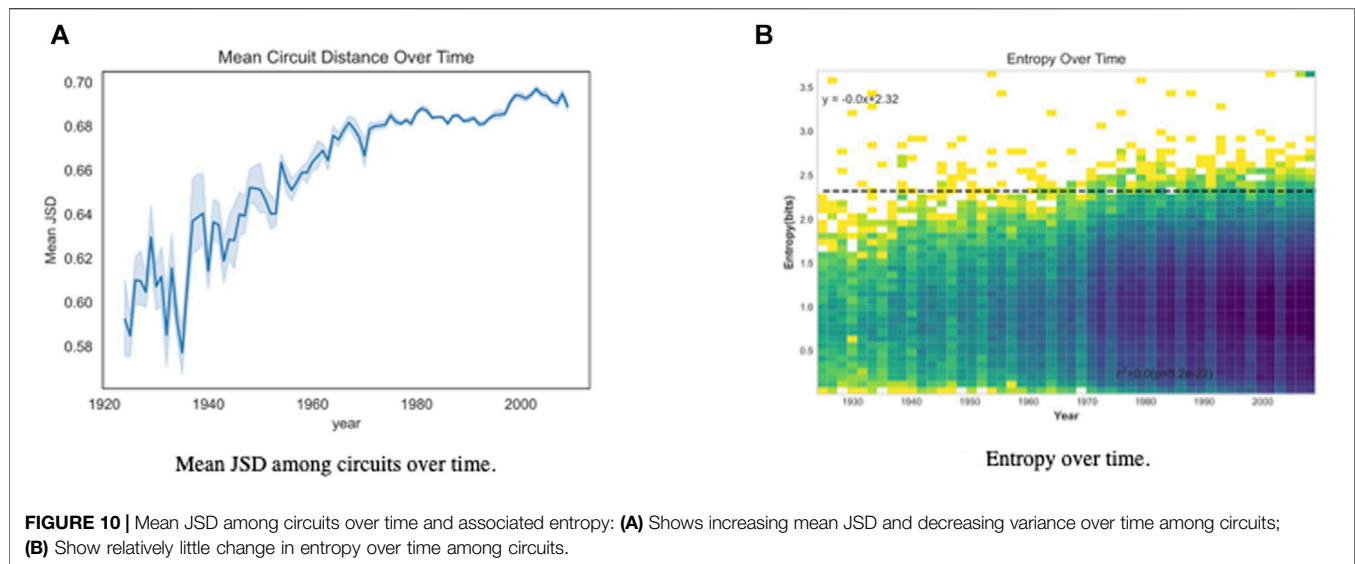 A
Mean Circuit Distance Over Time
0.70
0.68
0.66
0.64
0.62
0.60
0.58
Mean JSD
1920
1940
1960
1980
2000
year
Mean JSD among circuits over time.
B
Entropy Over Time
3.5
3.0
2.5
2.0
1.5
1.0
0.5
Entropy(bits)
y = -0.0x+2.32
1930
1940
1950
1960
1970
1980
1990
2000
Year
Entropy over time.
FIGURE 10 | Mean JSD among circuits over time and associated entropy: (A) Shows increasing mean JSD and decreasing variance over time among circuits;
(B) Show relatively little change in entropy over time among circuits.